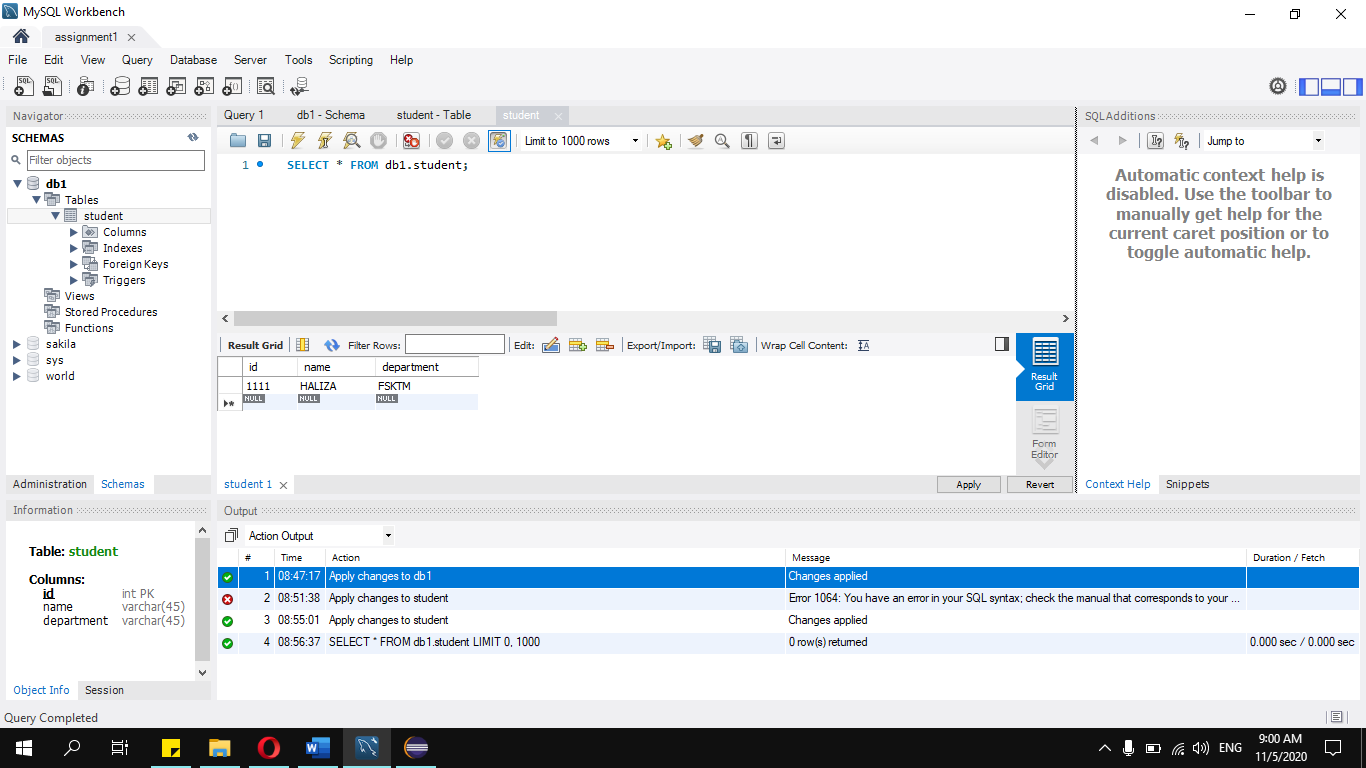 MySQL Workbench
assignment1
File Edit View Query Database Server Tools Scripting Help
Navigator
SCHEMAS
Filter objects
db1
Tables
student
Columns
Indexes
Foreign Keys
Triggers
Views
Stored Procedures
Functions
sakila
sys
world
Administration Schemas
Information
Table: student
Columns:
id int PK
name varchar(45)
department varchar(45)
Object Info Session
Query 1 db1 - Schema student - Table student
Limit to 1000 rows
1 SELECT * FROM db1.student;
Result Grid Filter Rows: Edit: Export/Import: Wrap Cell Content:
id name department
1111 HALIZA FSKTM
NULL NULL NULL
Result
Grid
Form
Editor
student 1 Apply Revert
SQLAdditions
Jump to
Automatic context help is
disabled. Use the toolbar to
manually get help for the
current caret position or to
toggle automatic help.
Context Help Snippets
Output
Action Output
# Time Action Message Duration / Fetch
1 08:47:17 Apply changes to db1 Changes applied
2 08:51:38 Apply changes to student Error 1064: You have an error in your SQL syntax; check the manual that corresponds to your ...
3 08:55:01 Apply changes to student Changes applied
4 08:56:37 SELECT * FROM db1.student LIMIT 0, 1000 0 row(s) returned 0.000 sec / 0.000 sec
Query Completed
ENG
9:00 AM
11/5/2020